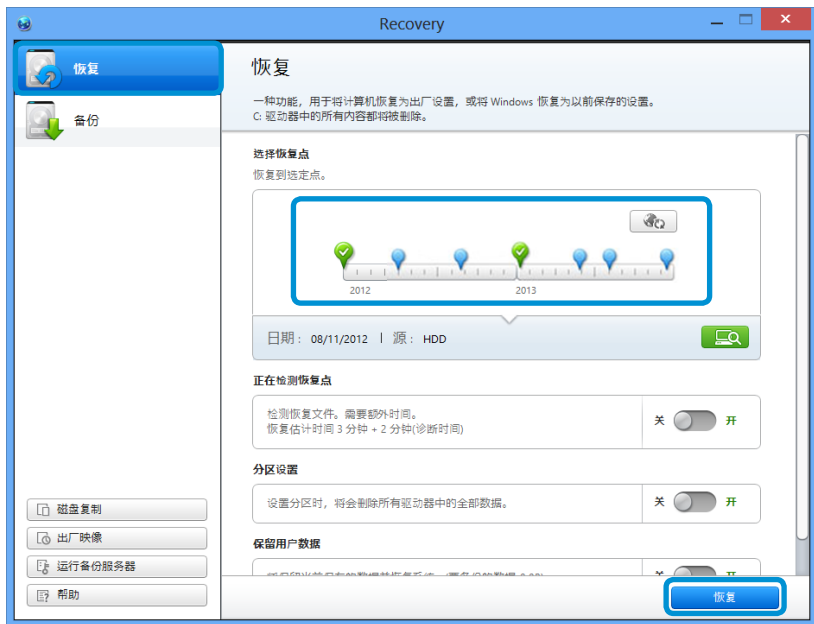 Recovery
恢复
备份
恢复
一种功能，用于将计算机恢复为出厂设置，或将 Windows 恢复为以前保存的设置。
C: 驱动器中的所有内容都将被删除。
选择恢复点
恢复到选定点。
2012 2013
日期： 08/11/2012 | 源： HDD
正在检测恢复点
检测恢复文件。需要额外时间。
恢复估计时间 3 分钟 + 2 分钟(诊断时间)
关 开
分区设置
设置分区时，将会删除所有驱动器中的全部数据。
关 开
保留用户数据
磁盘复制
出厂映像
运行备份服务器
帮助
恢复